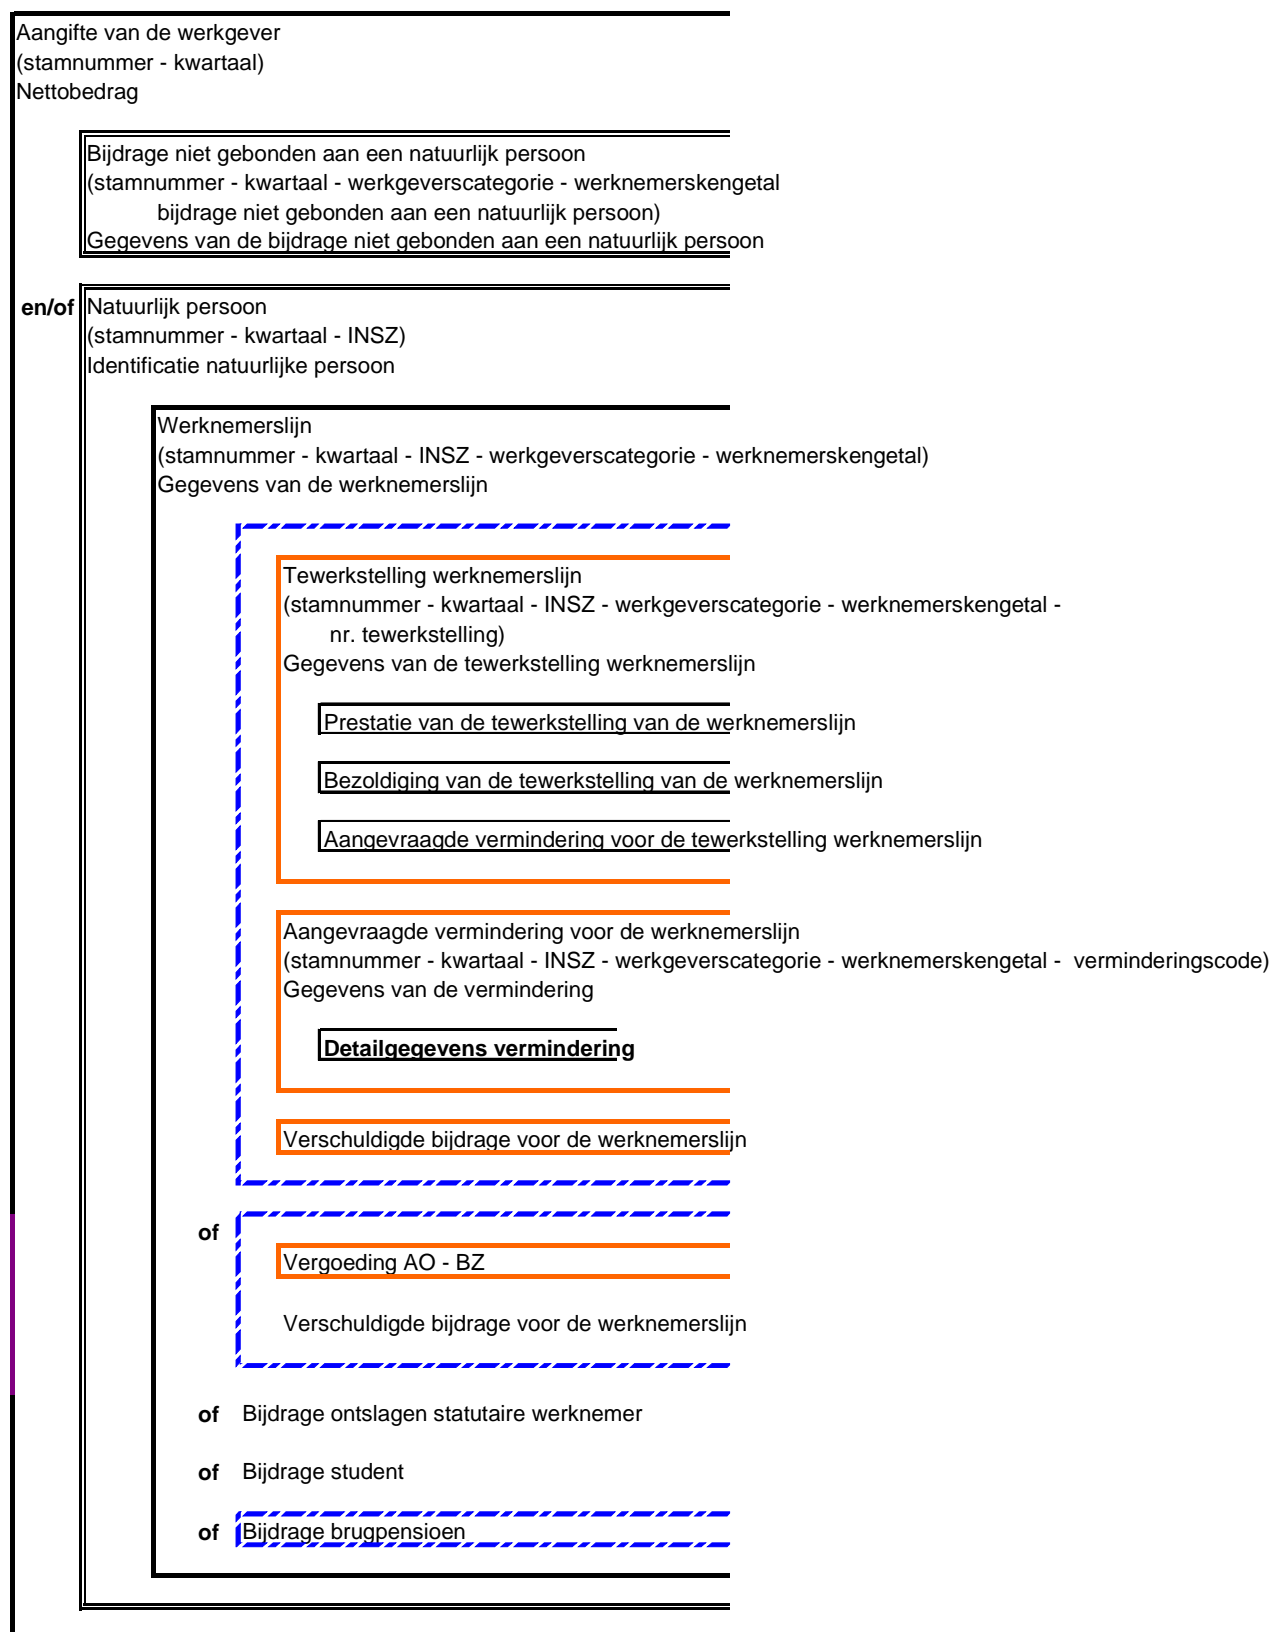 Aangifte van de werkgever
(stamnummer - kwartaal)
Nettobedrag
Bijdrage niet gebonden aan een natuurlijk persoon
(stamnummer - kwartaal - werkgeverscategorie - werknemerskengetal
bijdrage niet gebonden aan een natuurlijk persoon)
Gegevens van de bijdrage niet gebonden aan een natuurlijk persoon
en/of Natuurlijk persoon
(stamnummer - kwartaal - INSZ)
Identificatie natuurlijke persoon
Werknemerslijn
(stamnummer - kwartaal - INSZ - werkgeverscategorie - werknemerskengetal)
Gegevens van de werknemerslijn
Tewerkstelling werknemerslijn
(stamnummer - kwartaal - INSZ - werkgeverscategorie - werknemerskengetal -
nr. tewerkstelling)
Gegevens van de tewerkstelling werknemerslijn
Prestatie van de tewerkstelling van de werknemerslijn
Bezoldiging van de tewerkstelling van de werknemerslijn
Aangevraagde vermindering voor de tewerkstelling werknemerslijn
Aangevraagde vermindering voor de werknemerslijn
(stamnummer - kwartaal - INSZ - werkgeverscategorie - werknemerskengetal - verminderingscode)
Gegevens van de vermindering
Detailgegevens vermindering
Verschuldigde bijdrage voor de werknemerslijn
of
Vergoeding AO - BZ
Verschuldigde bijdrage voor de werknemerslijn
of Bijdrage ontslagen statutaire werknemer
of Bijdrage student
of Bijdrage brugpensioen